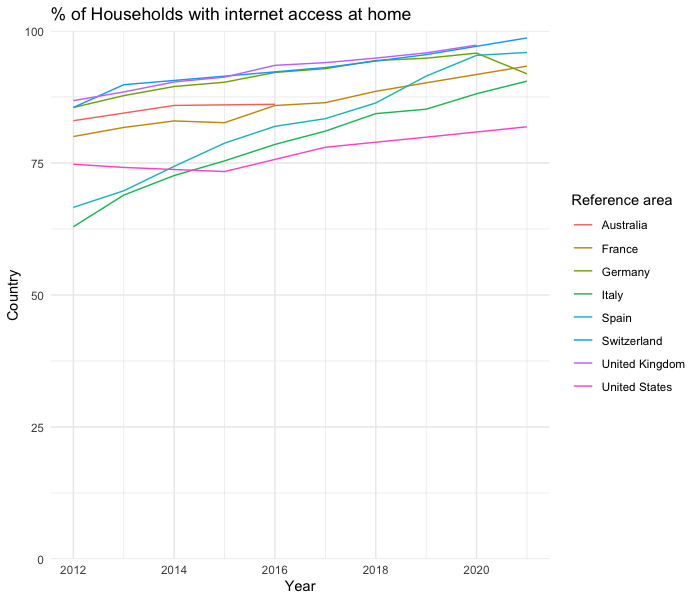 % of Households with internet access at home
100
75
50
25
0
Country
2012 2014 2016 2018 2020
Year
Reference area
Australia
France
Germany
Italy
Spain
Switzerland
United Kingdom
United States